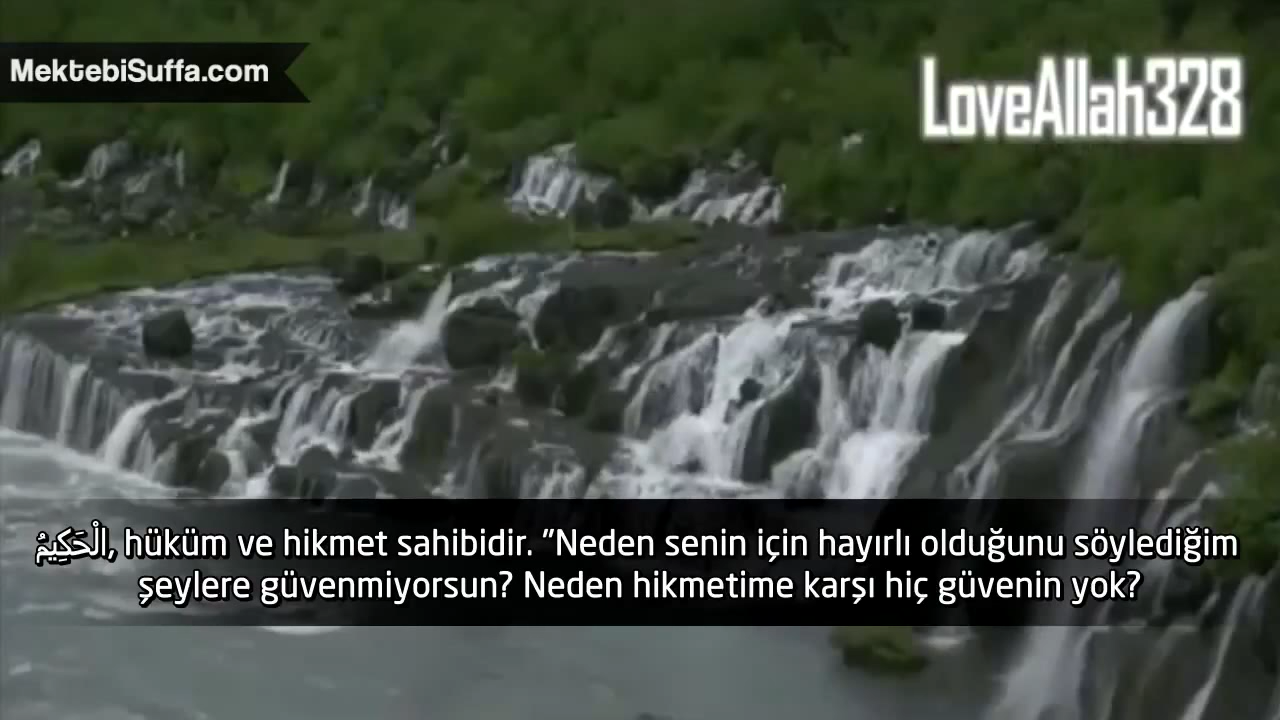 MektebiSuffa.com
LoveAllah328
الْحَكِيمُ, hüküm ve hikmet sahibidir. "Neden senin için hayırlı olduğunu söylediğim
şeylere güvenmiyorsun? Neden hikmetime karşı hiç güvenin yok?